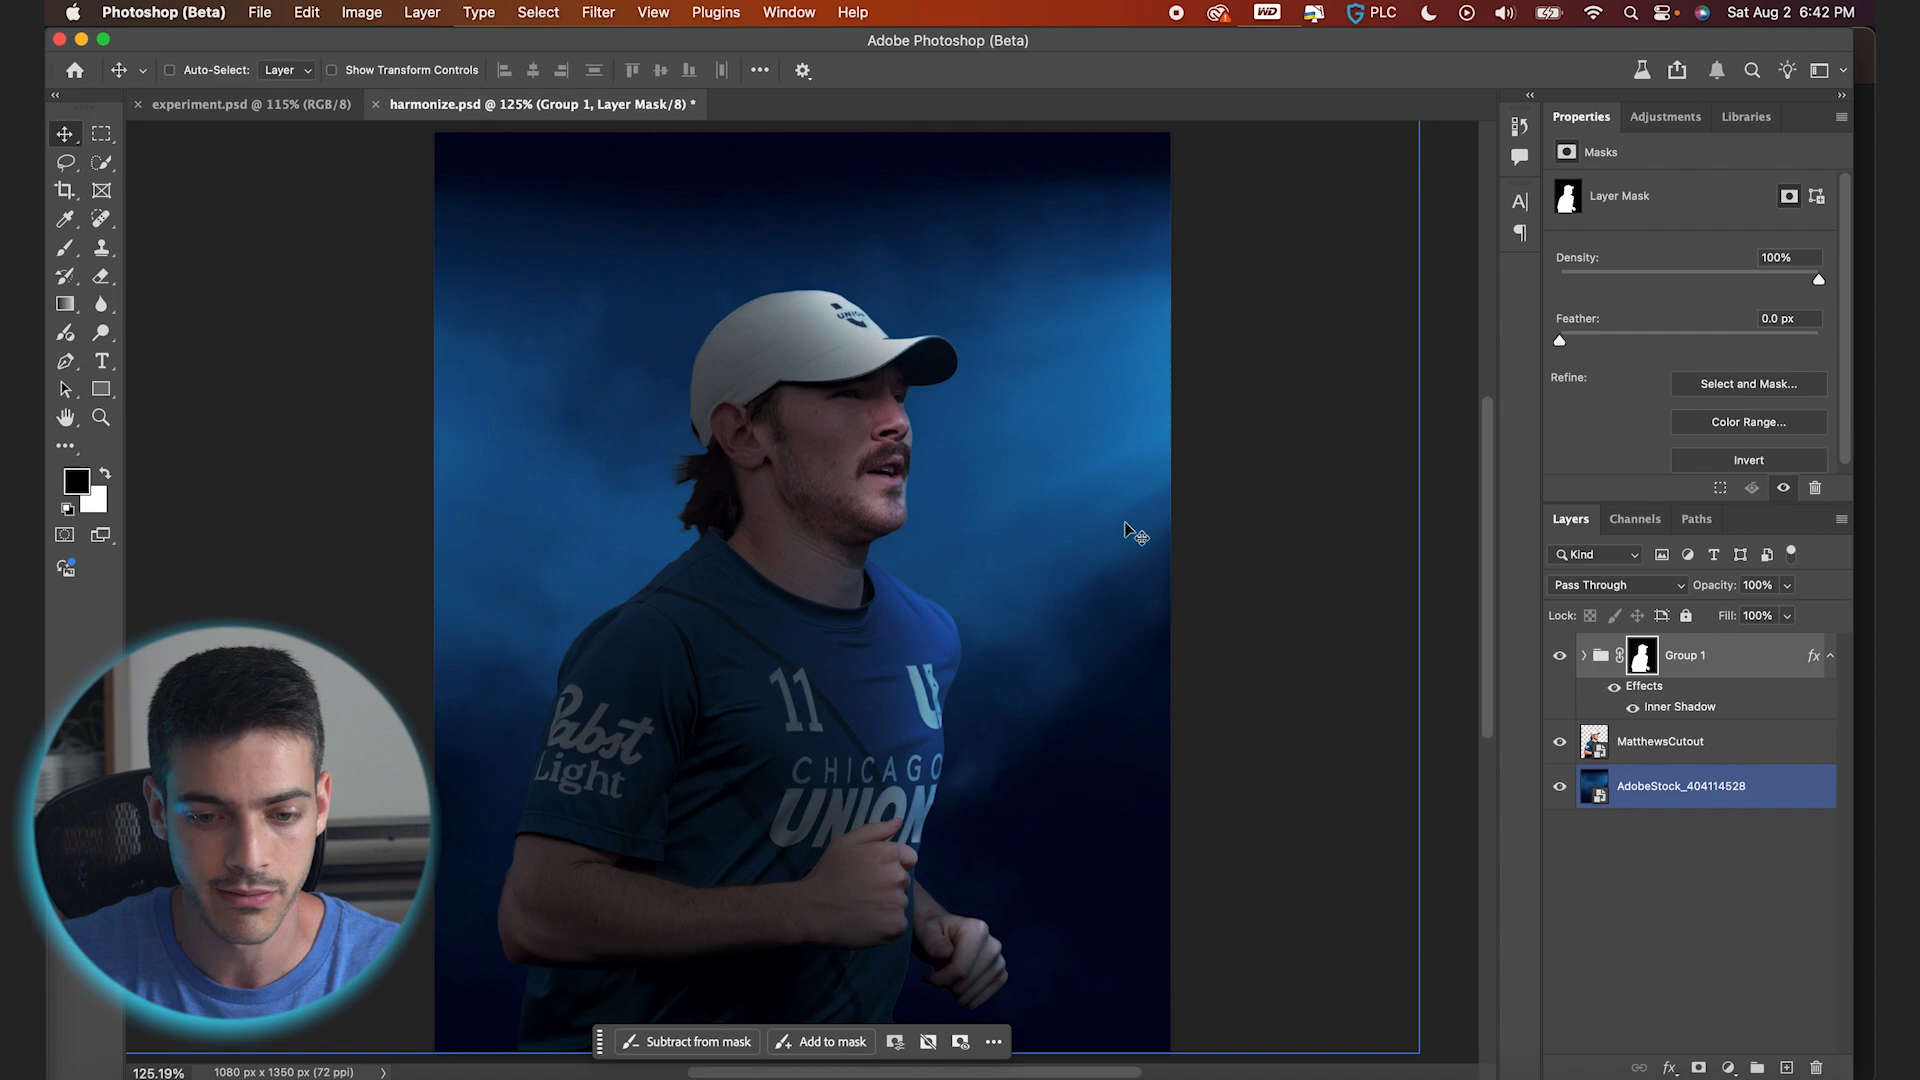 Photoshop (Beta) File Edit Image Layer Type Select Filter View Plugins Window Help WD PLC Sat Aug 2 6:42 PM
Adobe Photoshop (Beta)
Auto-Select: Layer Show Transform Controls
experiment.psd @ 115% (RGB/8) harmonize.psd @ 125% (Group 1, Layer Mask/8) *
Properties Adjustments Libraries
Masks
Layer Mask
Density: 100%
Feather: 0.0 px
Refine: Select and Mask...
Color Range...
Invert
Layers Channels Paths
Kind
Pass Through Opacity: 100%
Lock: Fill: 100%
Group 1 fx
Effects
Inner Shadow
MatthewsCutout
AdobeStock_404114528
UNION
11
Pabst
Light
CHICAGO
UNION
Subtract from mask Add to mask
125.19% 1080 px x 1350 px (72 ppi)